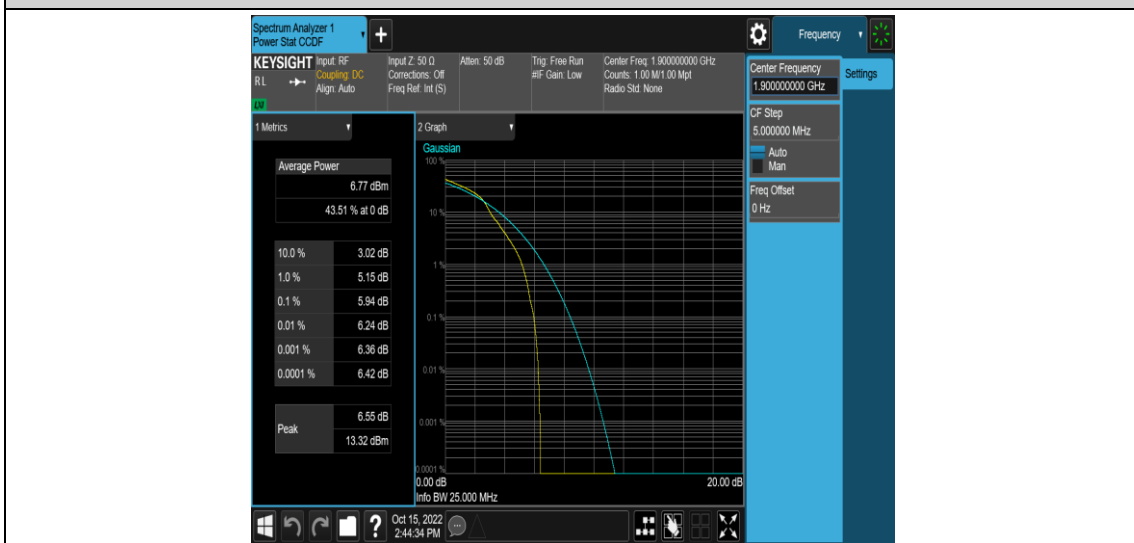 Spectrum Analyzer 1
Power Stat CCDF
+
Frequency
KEYSIGHT
Input: RF
Input Z: 50 Ω
Atten: 50 dB
Trig: Free Run
Center Freq: 1.900000000 GHz
RL
Coupling: DC
Corrections: Off
#IF Gain: Low
Counts: 1.00 M/1.00 Mpt
Align: Auto
Freq Ref: Int (S)
Radio Std: None
LXI
Center Frequency
1.900000000 GHz
Settings
CF Step
5.000000 MHz
Auto
Man
Freq Offset
0 Hz
1 Metrics
Average Power
6.77 dBm
43.51 % at 0 dB
10.0 % 3.02 dB
1.0 % 5.15 dB
0.1 % 5.94 dB
0.01 % 6.24 dB
0.001 % 6.36 dB
0.0001 % 6.42 dB
Peak
6.55 dB
13.32 dBm
2 Graph
Gaussian
100 %
10 %
1 %
0.1 %
0.01 %
0.001 %
0.0001 %
0.00 dB 20.00 dB
Info BW 25.000 MHz
?
Oct 15, 2022
2:44:34 PM